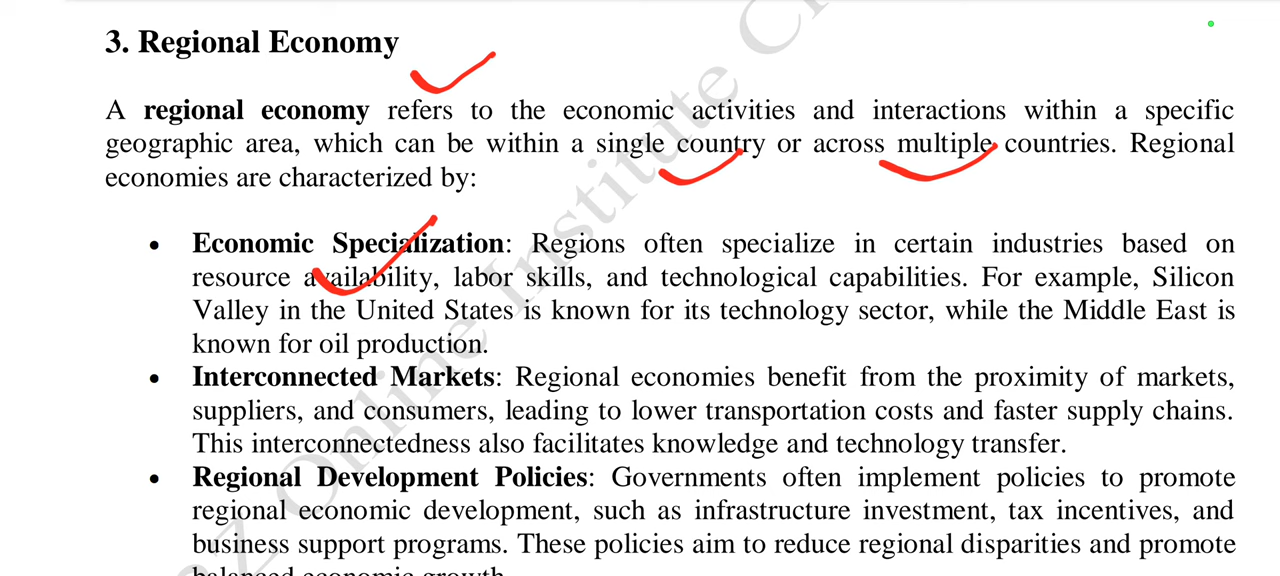 3. Regional Economy
A regional economy refers to the economic activities and interactions within a specific
geographic area, which can be within a single country or across multiple countries. Regional
economies are characterized by:
• Economic Specialization: Regions often specialize in certain industries based on
resource availability, labor skills, and technological capabilities. For example, Silicon
Valley in the United States is known for its technology sector, while the Middle East is
known for oil production.
• Interconnected Markets: Regional economies benefit from the proximity of markets,
suppliers, and consumers, leading to lower transportation costs and faster supply chains.
This interconnectedness also facilitates knowledge and technology transfer.
• Regional Development Policies: Governments often implement policies to promote
regional economic development, such as infrastructure investment, tax incentives, and
business support programs. These policies aim to reduce regional disparities and promote
balanced economic growth.
Online Institute